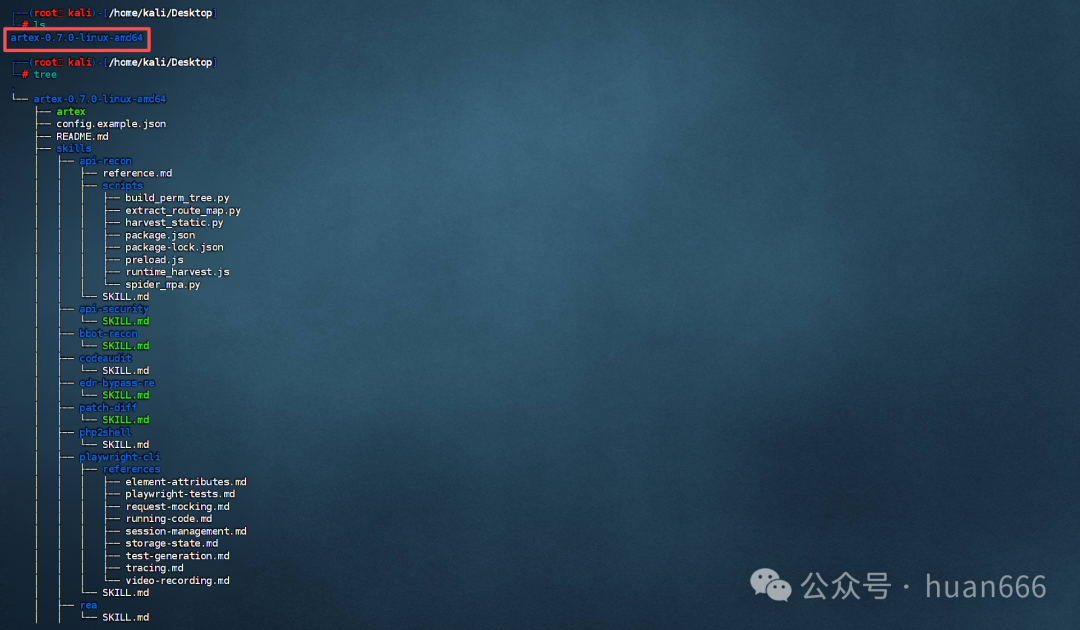 ┌──(root㉿kali)-[/home/kali/Desktop]
└─# ls
artex-0.7.0-linux-amd64
┌──(root㉿kali)-[/home/kali/Desktop]
└─# tree
.
└── artex-0.7.0-linux-amd64
    ├── artex
    ├── config.example.json
    ├── README.md
    ├── skills
    │   ├── api-recon
    │   │   ├── reference.md
    │   │   ├── scripts
    │   │   │   ├── build_perm_tree.py
    │   │   │   ├── extract_route_map.py
    │   │   │   ├── harvest_static.py
    │   │   │   ├── package.json
    │   │   │   ├── package-lock.json
    │   │   │   ├── preload.js
    │   │   │   ├── runtime_harvest.js
    │   │   │   └── spider_mpa.py
    │   │   └── SKILL.md
    │   ├── api-security
    │   │   └── SKILL.md
    │   ├── bbot-recon
    │   │   └── SKILL.md
    │   ├── codeaudit
    │   │   └── SKILL.md
    │   ├── edr-bypass-re
    │   │   └── SKILL.md
    │   ├── patch-diff
    │   │   └── SKILL.md
    │   ├── php2shell
    │   │   └── SKILL.md
    │   ├── playwright-cli
    │   │   ├── references
    │   │   │   ├── element-attributes.md
    │   │   │   ├── playwright-tests.md
    │   │   │   ├── request-mocking.md
    │   │   │   ├── running-code.md
    │   │   │   ├── session-management.md
    │   │   │   ├── storage-state.md
    │   │   │   ├── test-generation.md
    │   │   │   ├── tracing.md
    │   │   │   └── video-recording.md
    │   │   └── SKILL.md
    │   ├── rea
    │   │   └── SKILL.md
公众号 · huan666